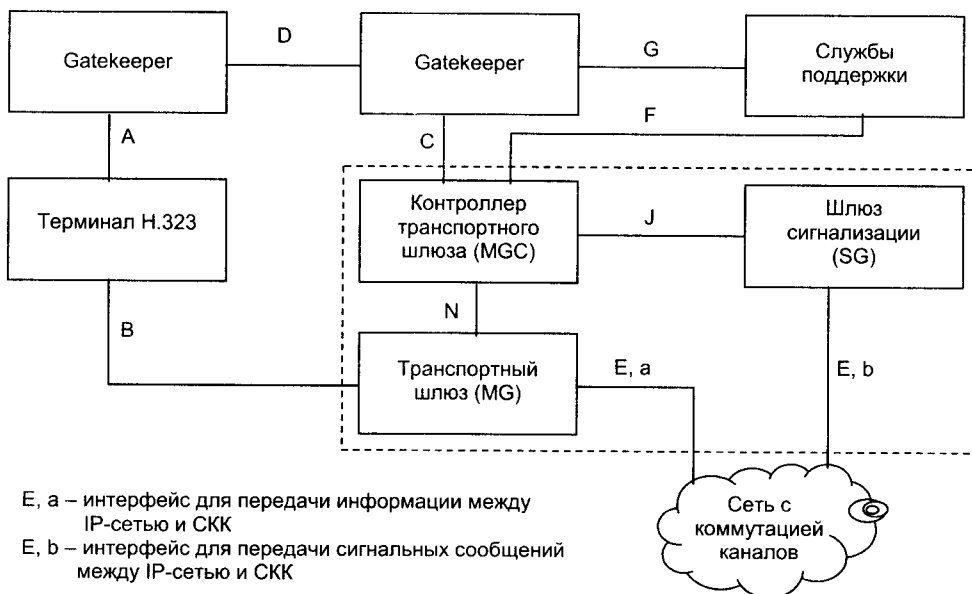 D
Gatekeeper
Gatekeeper
G
Службы
поддержки
A
C
F
Терминал H.323
Контроллер
транспортного
шлюза (MGC)
J
Шлюз
сигнализации
(SG)
B
N
Транспортный
шлюз (MG)
E, a
E, b
E, a – интерфейс для передачи информации между
IP-сетью и СКК
E, b – интерфейс для передачи сигнальных сообщений
между IP-сетью и СКК
Сеть с
коммутацией
каналов